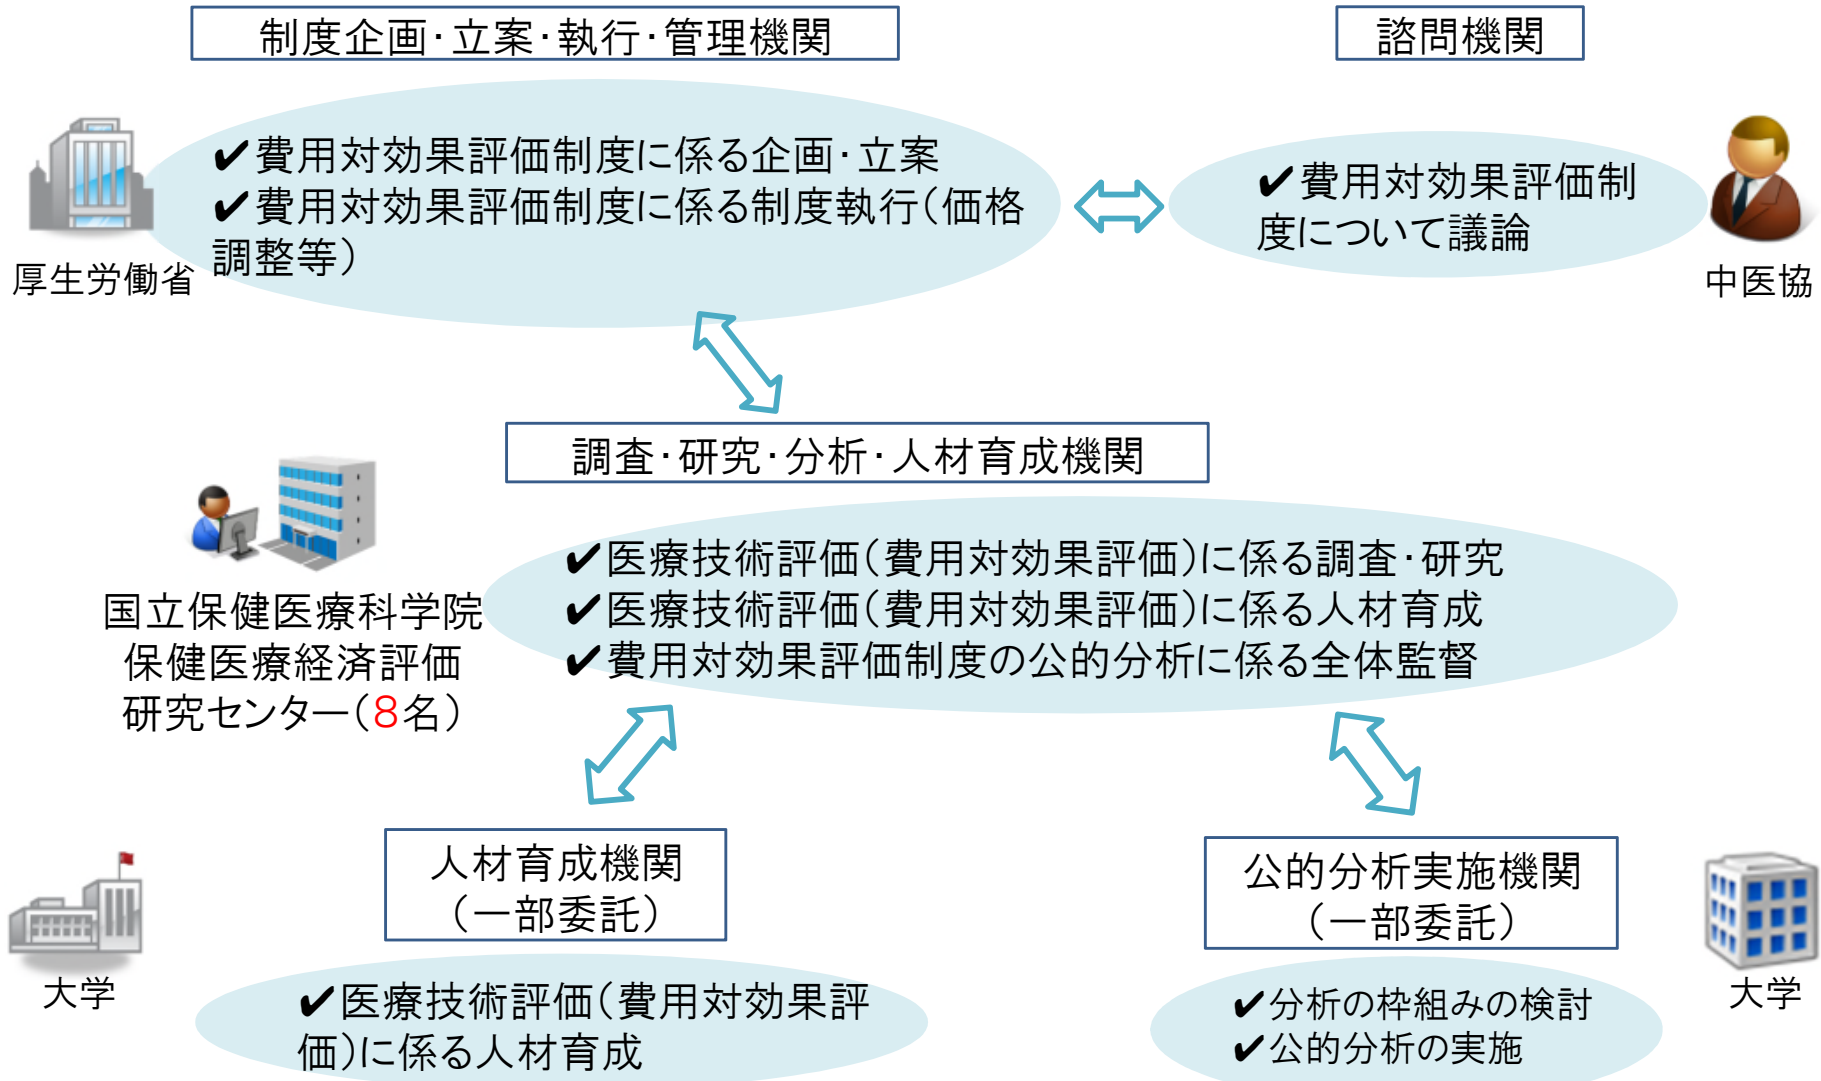 制度企画･立案･執行･管理機関
諮問機関
✔費用対効果評価制度に係る企画･立案
✔費用対効果評価制度に係る制度執行（価格
調整等）
厚生労働省
✔費用対効果評価制
度について議論
中医協
調査･研究･分析･人材育成機関
国立保健医療科学院
保健医療経済評価
研究センター（８名）
✔医療技術評価（費用対効果評価）に係る調査･研究
✔医療技術評価（費用対効果評価）に係る人材育成
✔費用対効果評価制度の公的分析に係る全体監督
人材育成機関
（一部委託）
大学
✔医療技術評価（費用対効果評
価）に係る人材育成
公的分析実施機関
（一部委託）
大学
✔分析の枠組みの検討
✔公的分析の実施